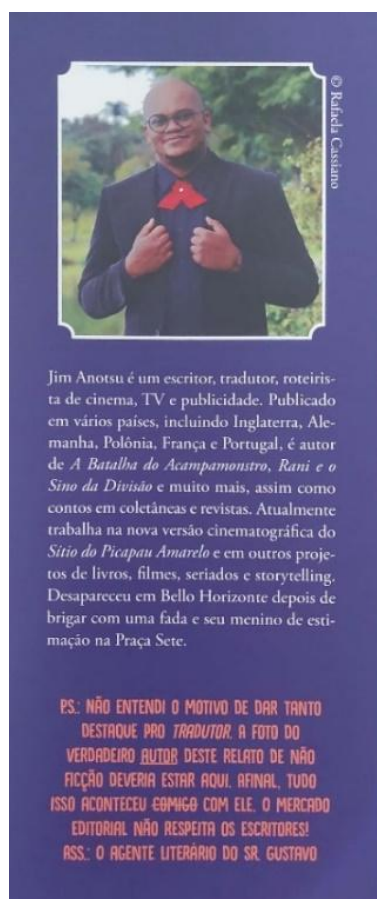 © Rafaela Cassiano
Jim Anotsu é um escritor, tradutor, roteiris-
ta de cinema, TV e publicidade. Publicado
em vários países, incluindo Inglaterra, Ale-
manha, Polônia, França e Portugal, é autor
de A Batalha do Acampamonstro, Rani e o
Sino da Divisão e muito mais, assim como
contos em coletâneas e revistas. Atualmente
trabalha na nova versão cinematográfica do
Sítio do Picapau Amarelo e em outros proje-
tos de livros, filmes, seriados e storytelling.
Desapareceu em Bello Horizonte depois de
brigar com uma fada e seu menino de esti-
mação na Praça Sete.
P.S.: NÃO ENTENDI O MOTIVO DE DAR TANTO
DESTAQUE PRO TRADUTOR. A FOTO DO
VERDADEIRO AUTOR DESTE RELATO DE NÃO
FICÇÃO DEVERIA ESTAR AQUI. AFINAL, TUDO
ISSO ACONTECEU COMIGO COM ELE. O MERCADO
EDITORIAL NÃO RESPEITA OS ESCRITORES!
ASS.: O AGENTE LITERÁRIO DO SR. GUSTAVO